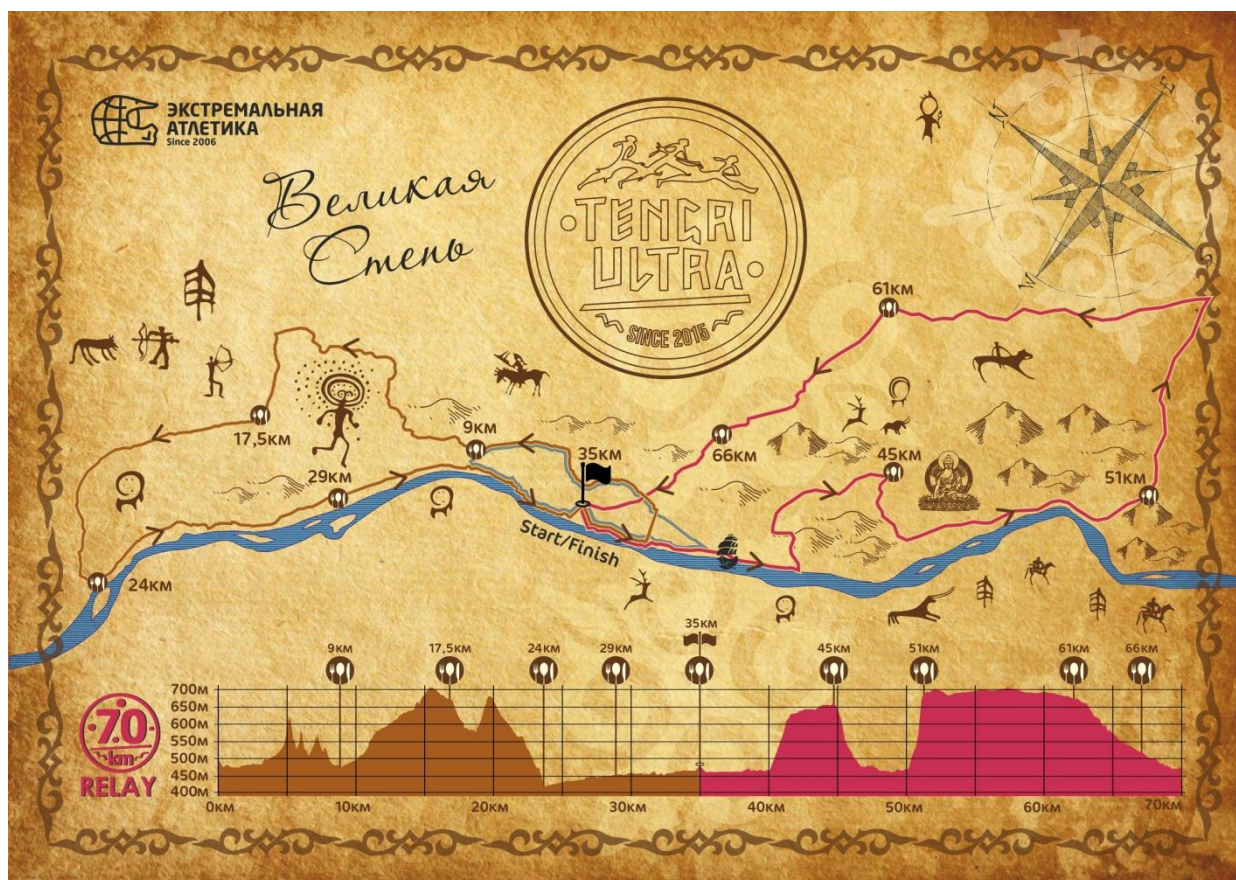 ЭКСТРЕМАЛЬНАЯ
АТЛЕТИКА
Since 2006
Великая
Степь
•TENGRI
ULTRA•
SINCE 2015
N
E
W
S
61км
9км
35км
17,5км
66км
45км
29км
51км
Start/Finish
24км
35км
9км
17,5км
24км
29км
45км
51км
61км
66км
700м
650м
600м
550м
500м
450м
400м
70
km
RELAY
0км
10км
20км
30км
40км
50км
60км
70км